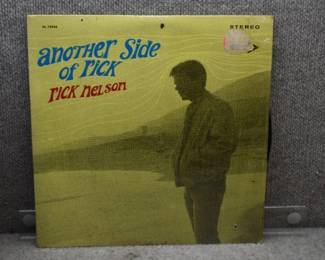 STEREO
another side
of rick
rick nelson